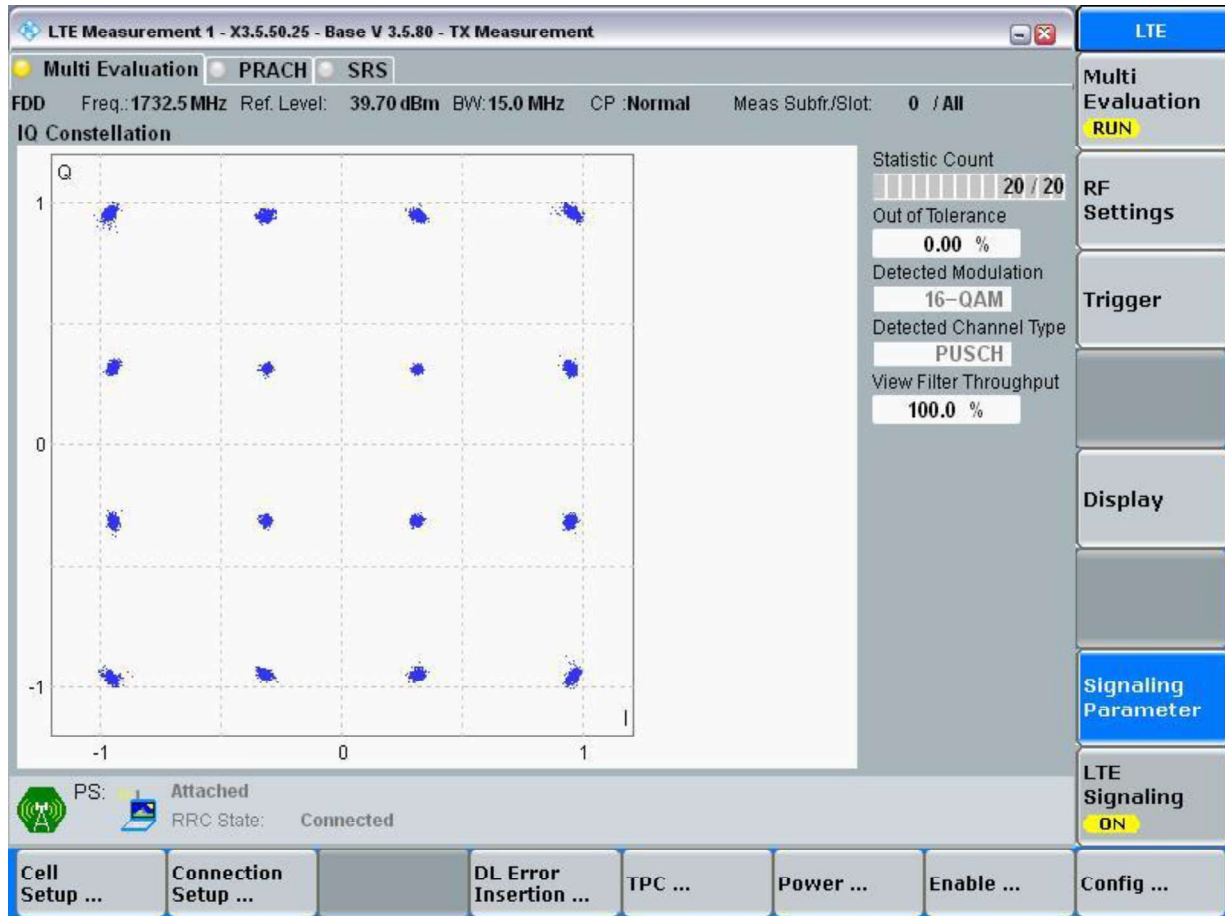 LTE Measurement 1 - X3.5.50.25 - Base V 3.5.80 - TX Measurement
LTE
Multi Evaluation PRACH SRS
Multi
Evaluation
RUN
FDD Freq.: 1732.5 MHz Ref. Level: 39.70 dBm BW: 15.0 MHz CP :Normal Meas Subfr./Slot: 0 / All
IQ Constellation
Q
1
0
-1
-1 0 1
I
Statistic Count
20 / 20
Out of Tolerance
0.00 %
Detected Modulation
16-QAM
Detected Channel Type
PUSCH
View Filter Throughput
100.0 %
RF
Settings
Trigger
Display
Signaling
Parameter
LTE
Signaling
ON
PS: Attached
RRC State: Connected
Cell
Setup ...
Connection
Setup ...
DL Error
Insertion ...
TPC ...
Power ...
Enable ...
Config ...